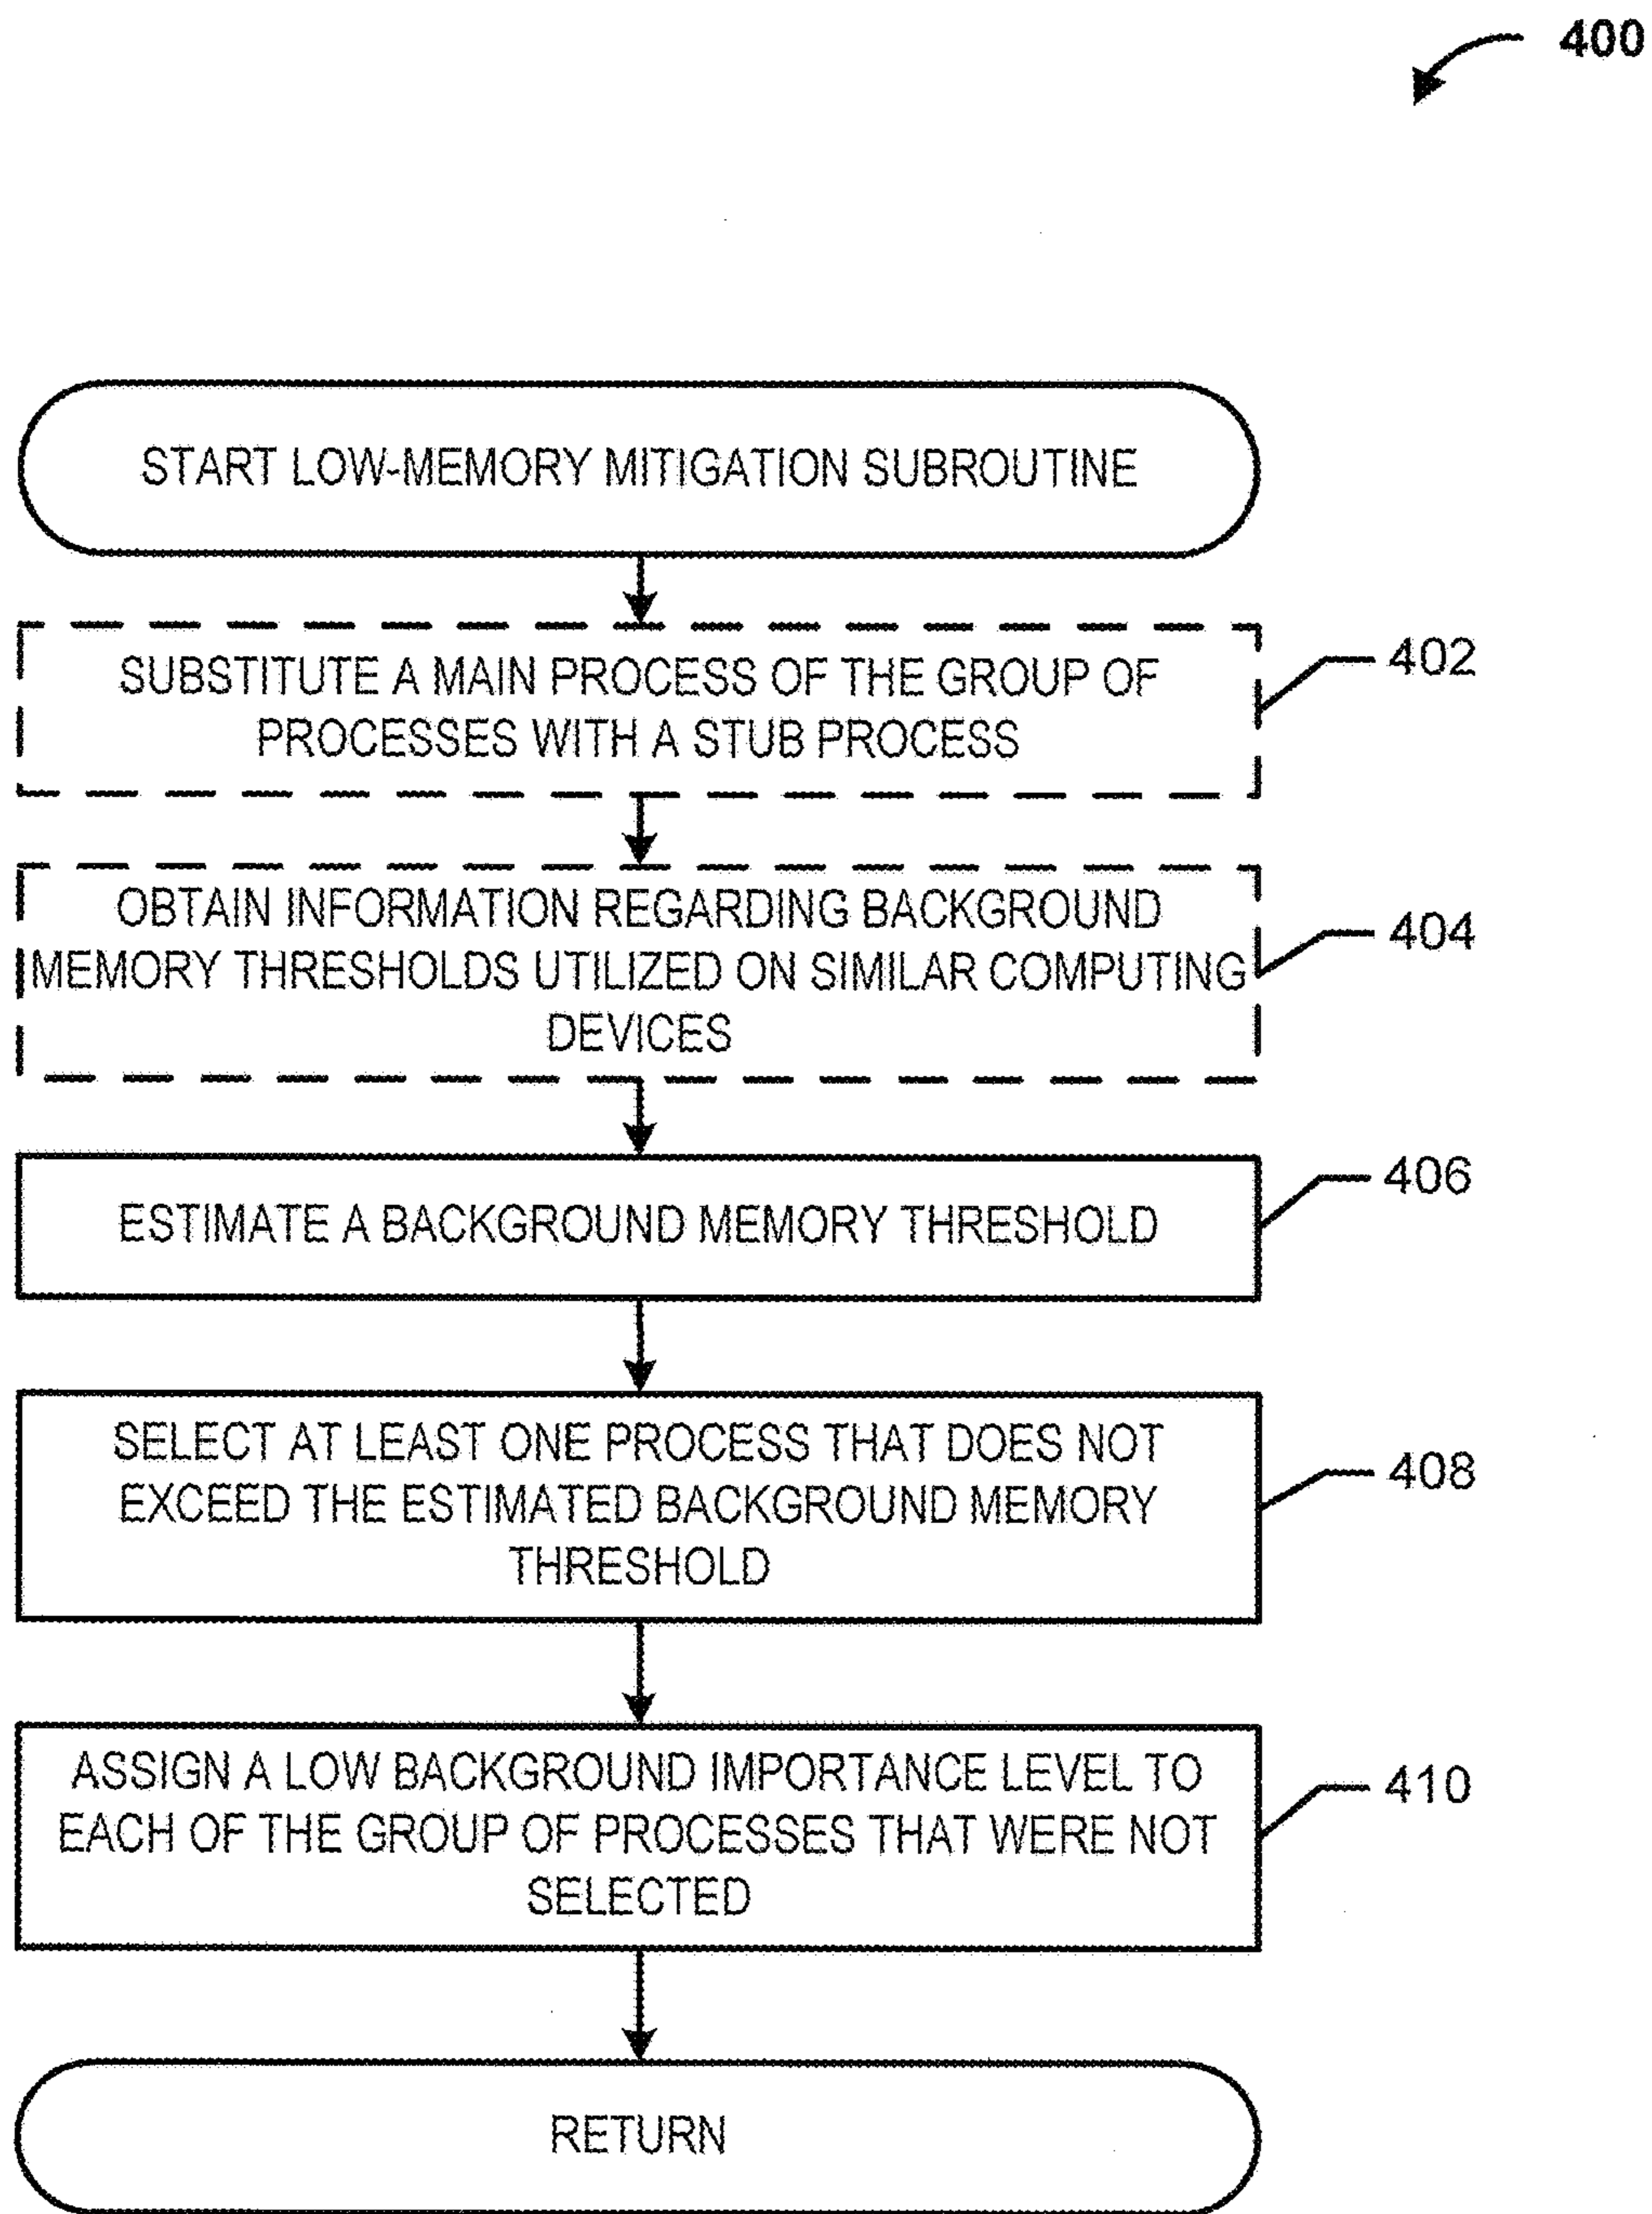 400
START LOW-MEMORY MITIGATION SUBROUTINE
SUBSTITUTE A MAIN PROCESS OF THE GROUP OF
PROCESSES WITH A STUB PROCESS
402
OBTAIN INFORMATION REGARDING BACKGROUND
MEMORY THRESHOLDS UTILIZED ON SIMILAR COMPUTING
DEVICES
404
ESTIMATE A BACKGROUND MEMORY THRESHOLD
406
SELECT AT LEAST ONE PROCESS THAT DOES NOT
EXCEED THE ESTIMATED BACKGROUND MEMORY
THRESHOLD
408
ASSIGN A LOW BACKGROUND IMPORTANCE LEVEL TO
EACH OF THE GROUP OF PROCESSES THAT WERE NOT
SELECTED
410
RETURN